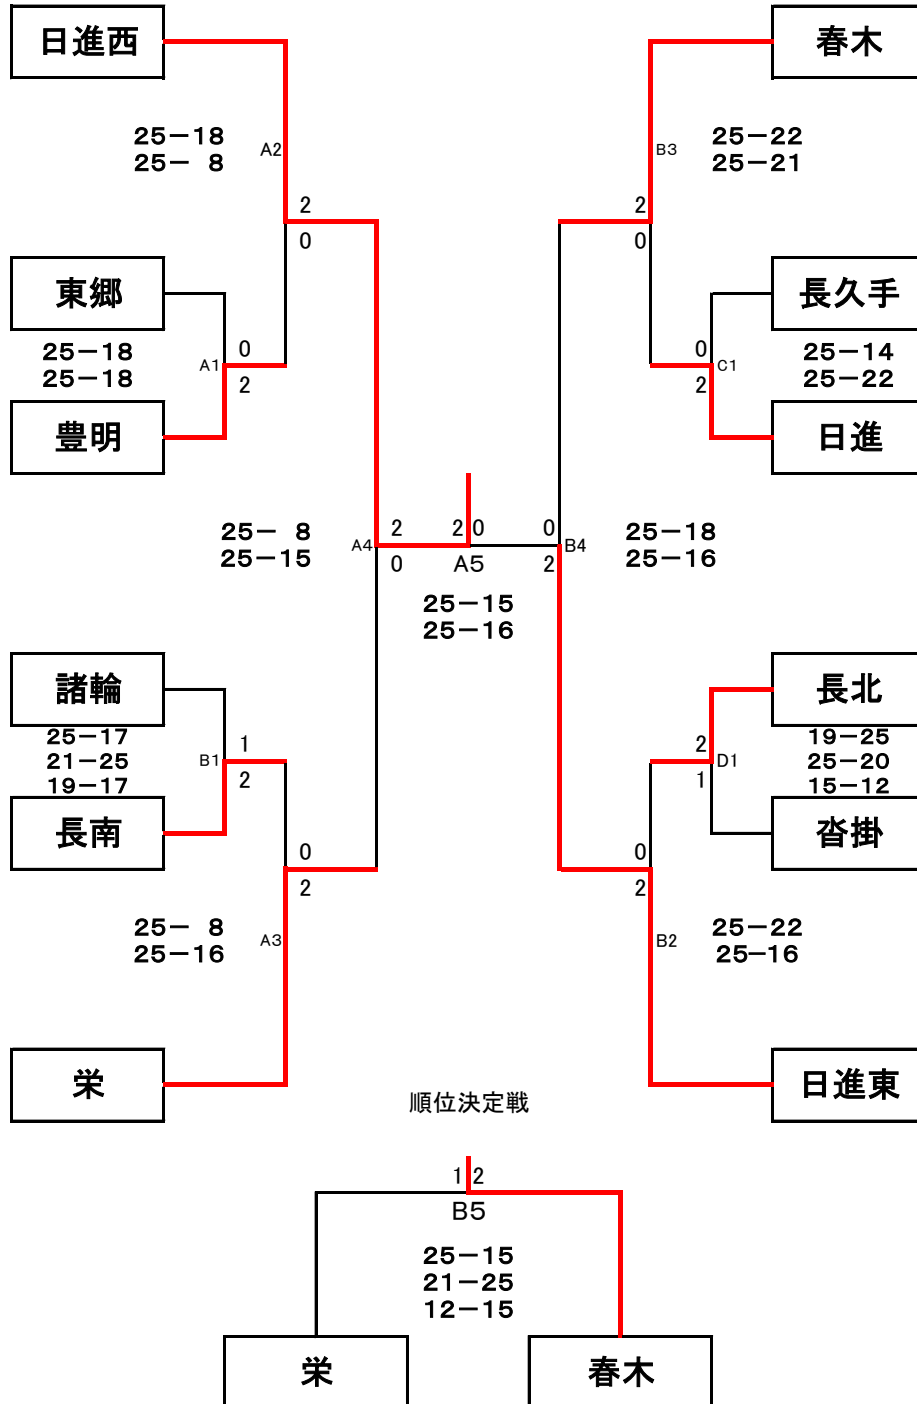 日進西
春木
25－18
25－ 8
A2
B3
25－22
25－21
2
0
2
0
東郷
長久手
25－18
25－18
A1
0
2
0
2
C1
25－14
25－22
豊明
日進
25－ 8
25－15
A4
2
0
2 0
A5
0
2
B4
25－18
25－16
25－15
25－16
諸輪
長北
25－17
21－25
19－17
B1
1
2
2
1
D1
19－25
25－20
15－12
長南
沓掛
0
2
0
2
25－ 8
25－16
A3
B2
25－22
25－16
栄
日進東
順位決定戦
1 2
B5
25－15
21－25
12－15
栄
春木